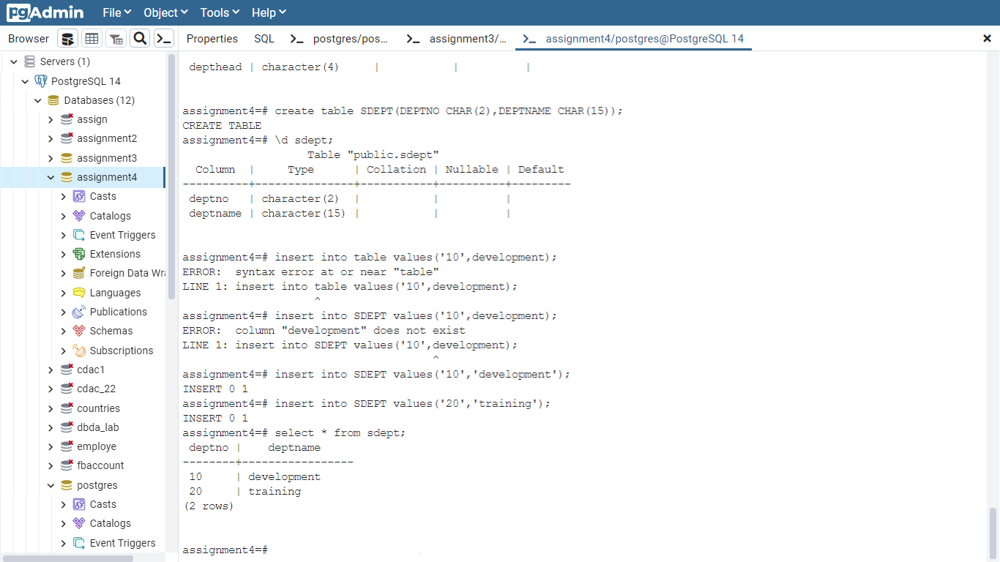 pgAdmin File Object Tools Help
Browser
Properties SQL postgres/pos... assignment3/... assignment4/postgres@PostgreSQL 14
Servers (1)
PostgreSQL 14
Databases (12)
assign
assignment2
assignment3
assignment4
Casts
Catalogs
Event Triggers
Extensions
Foreign Data Wra
Languages
Publications
Schemas
Subscriptions
cdac1
cdac_22
countries
dbda_lab
employe
fbaccount
postgres
Casts
Catalogs
Event Triggers
depthead | character(4) | | |
assignment4=# create table SDEPT(DEPTNO CHAR(2),DEPTNAME CHAR(15));
CREATE TABLE
assignment4=# \d sdept;
Table "public.sdept"
Column | Type | Collation | Nullable | Default
----------+---------------+-----------+----------+---------
deptno | character(2) | | |
deptname | character(15) | | |
assignment4=# insert into table values('10',development);
ERROR: syntax error at or near "table"
LINE 1: insert into table values('10',development);
^
assignment4=# insert into SDEPT values('10',development);
ERROR: column "development" does not exist
LINE 1: insert into SDEPT values('10',development);
^
assignment4=# insert into SDEPT values('10','development');
INSERT 0 1
assignment4=# insert into SDEPT values('20','training');
INSERT 0 1
assignment4=# select * from sdept;
deptno | deptname
--------+-----------------
10 | development
20 | training
(2 rows)
assignment4=#